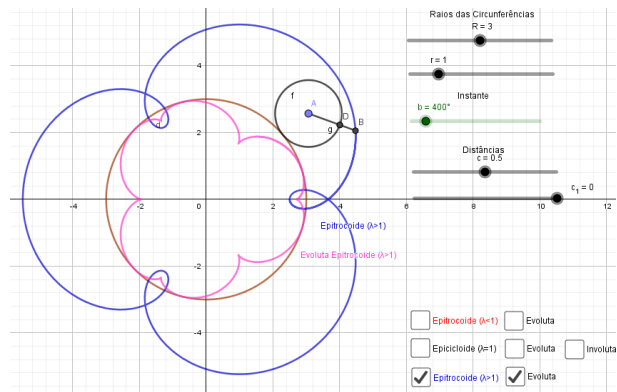 Raios das Circunferências
R = 3
r = 1
Instante
b = 400°
Distâncias
c = 0.5
c₁ = 0
4
2
-2
-4
-4
-2
0
2
4
6
8
10
12
f
A
D
g
B
d
Epitrocoide (λ>1)
Evoluta Epitrocoide (λ>1)
Epitrocoide (λ<1)
Evoluta
Epicicloide (λ=1)
Evoluta
Involuta
Epitrocoide (λ>1)
Evoluta